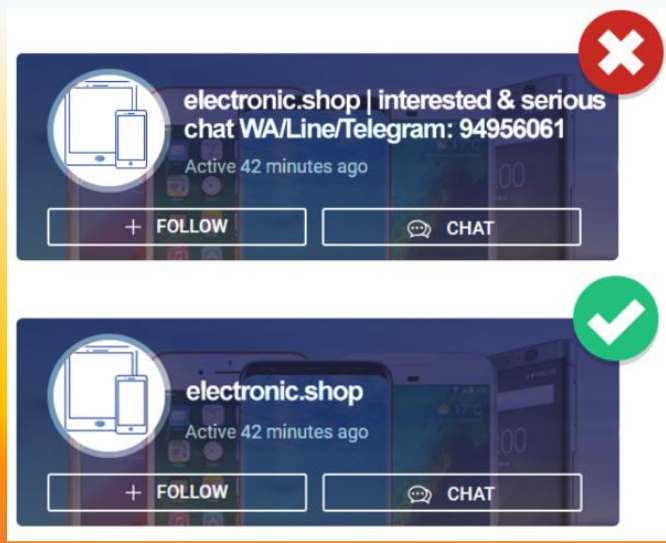 electronic.shop | interested & serious
chat WA/Line/Telegram: 94956061
Active 42 minutes ago
+ FOLLOW
CHAT
electronic.shop
Active 42 minutes ago
+ FOLLOW
CHAT